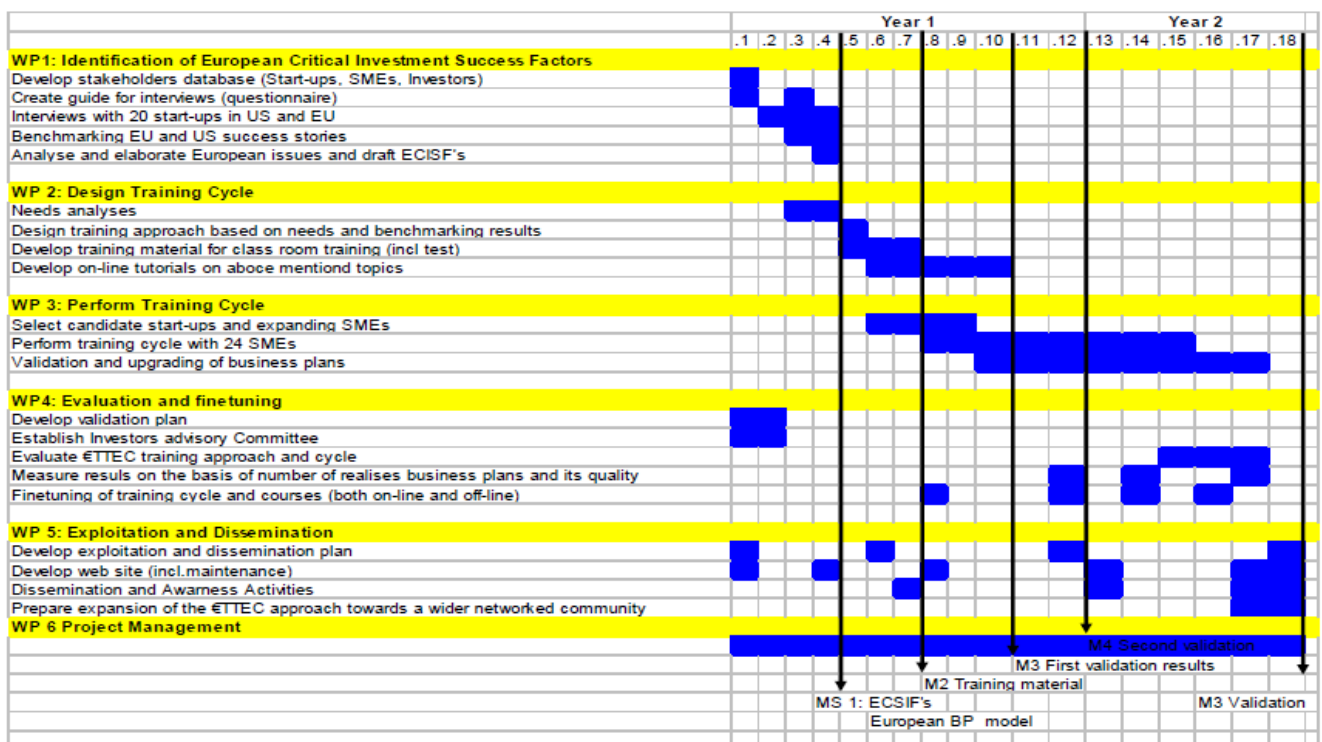 Year 1 Year 2
.1 .2 .3 .4 .5 .6 .7 .8 .9 .10 .11 .12 .13 .14 .15 .16 .17 .18
WP1: Identification of European Critical Investment Success Factors
Develop stakeholders database (Start-ups, SMEs, Investors)
Create guide for interviews (questionnaire)
Interviews with 20 start-ups in US and EU
Benchmarking EU and US success stories
Analyse and elaborate European issues and draft ECISF's
WP 2: Design Training Cycle
Needs analyses
Design training approach based on needs and benchmarking results
Develop training material for class room training (incl test)
Develop on-line tutorials on aboce mentiond topics
WP 3: Perform Training Cycle
Select candidate start-ups and expanding SMEs
Perform training cycle with 24 SMEs
Validation and upgrading of business plans
WP4: Evaluation and finetuning
Develop validation plan
Establish Investors advisory Committee
Evaluate €TTEC training approach and cycle
Measure resuls on the basis of number of realises business plans and its quality
Finetuning of training cycle and courses (both on-line and off-line)
WP 5: Exploitation and Dissemination
Develop exploitation and dissemination plan
Develop web site (incl.maintenance)
Dissemination and Awarness Activities
Prepare expansion of the €TTEC approach towards a wider networked community
WP 6 Project Management
M4 Second validation
M3 First validation results
M2 Training material
MS 1: ECSIF's M3 Validation
European BP model